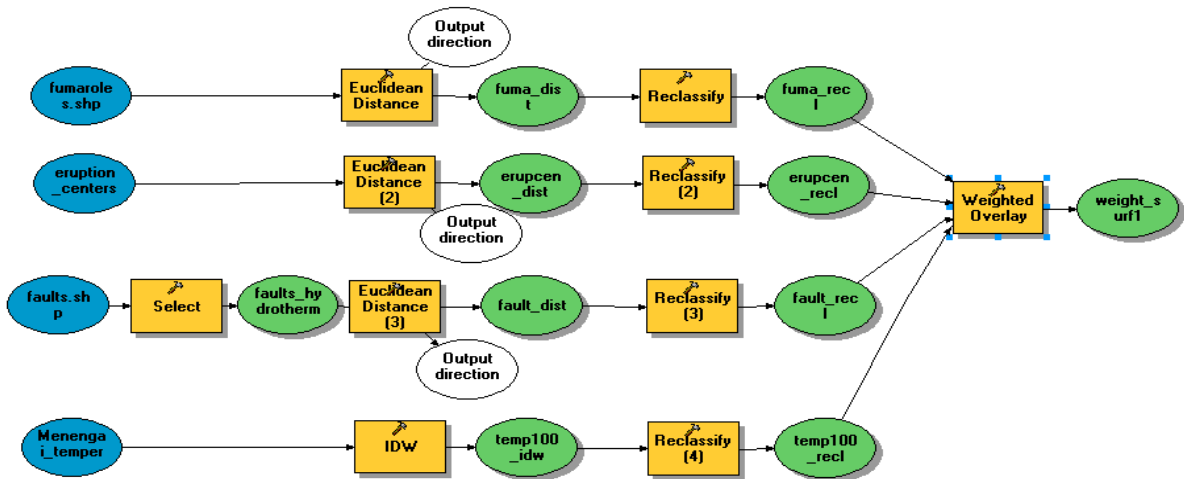 Output
direction
fumarole
s.shp
Euclidean
Distance
fuma_dis
t
Reclassify
fuma_rec
l
eruption
_centers
Euclidean
Distance
(2)
erupcen
_dist
Reclassify
(2)
erupcen
_recl
Output
direction
Weighted
Overlay
weight_s
urf1
faults.sh
p
Select
faults_hy
drotherm
Euclidean
Distance
(3)
fault_dist
Reclassify
(3)
fault_rec
l
Output
direction
Menenga
i_temper
IDW
temp100
_idw
Reclassify
(4)
temp100
_recl